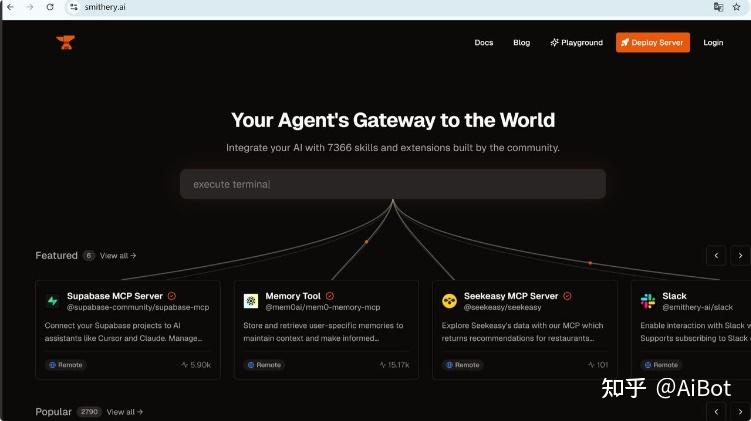 smithery.ai
Docs Blog Playground Deploy Server Login
Your Agent's Gateway to the World
Integrate your AI with 7366 skills and extensions built by the community.
execute termina
Featured 6 View all →
Supabase MCP Server
@supabase-community/supabase-mcp
Connect your Supabase projects to AI
assistants like Cursor and Claude. Manage...
Remote 5.90k
Memory Tool
@mem0ai/mem0-memory-mcp
Store and retrieve user-specific memories to
maintain context and make informed...
Remote 15.17k
Seekeasy MCP Server
@seekeasy/seekeasy
Explore Seekeasy's data with our MCP which
returns recommendations for restaurants...
Remote 101
Slack
@smithery-ai/slack
Enable interaction with Slack w
Supports subscribing to Slack
Remote
知乎 @AiBot
Popular 2790 View all →